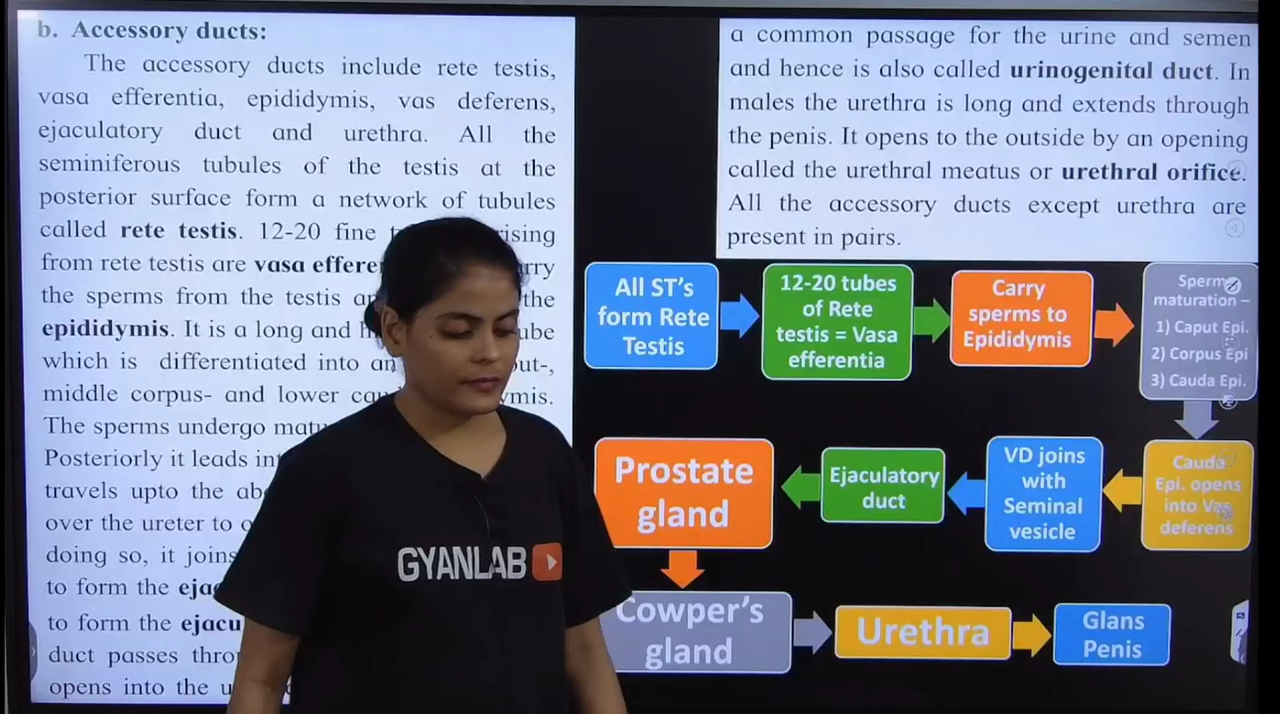 b. Accessory ducts:
The accessory ducts include rete testis,
vasa efferentia, epididymis, vas deferens,
ejaculatory duct and urethra. All the
seminiferous tubules of the testis at the
posterior surface form a network of tubules
called rete testis. 12-20 fine
from rete testis are vasa
the sperms from the testis the
epididymis. It is a long and
which is differentiated into an
middle corpus- and lower
The sperms undergo
Posteriorly it leads
travels upto the
over the ureter to
doing so, it joins
to form the
to form the
duct passes
opens into the
a common passage for the urine and semen
and hence is also called urinogenital duct. In
males the urethra is long and extends through
the penis. It opens to the outside by an opening
called the urethral meatus or urethral orifice.
All the accessory ducts except urethra are
present in pairs.
All ST's
form Rete
Testis
12-20 tubes
of Rete
testis = Vasa
efferentia
Carry
sperms to
Epididymis
Sperm
maturation –
1) Caput Epi.
2) Corpus Epi
3) Cauda Epi.
Cauda
Epi. opens
into Vas
deferens
VD joins
with
Seminal
vesicle
Ejaculatory
duct
Prostate
gland
Cowper's
gland
Urethra
Glans
Penis
GYANLAB